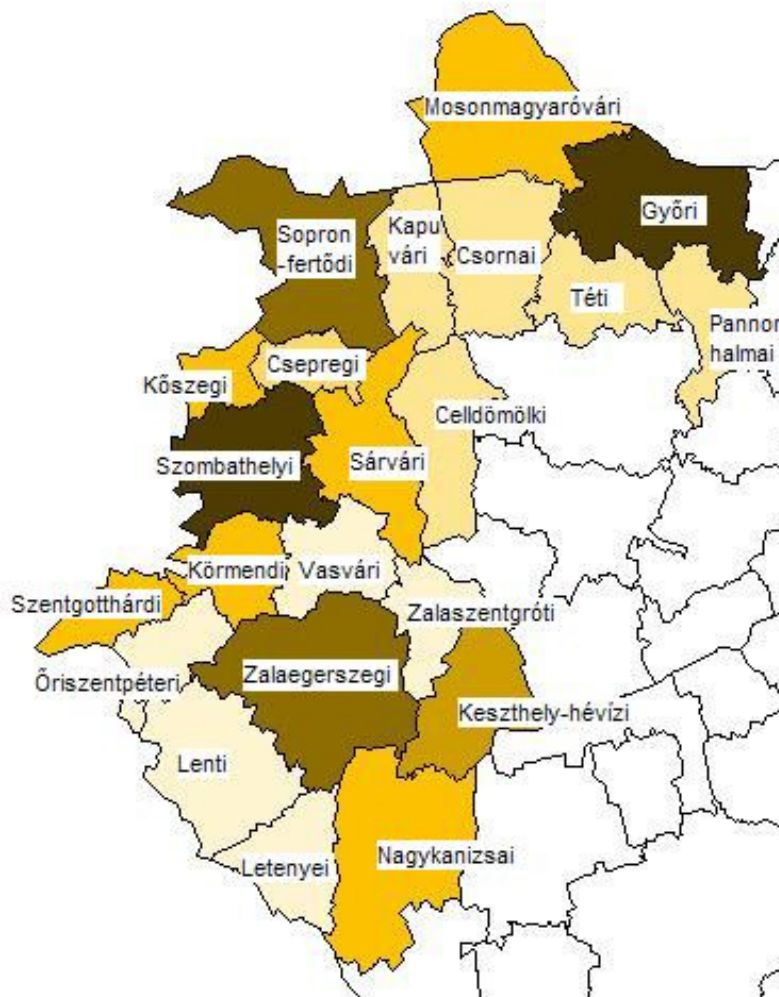 Mosonmagyaróvári
Győri
Sopron
-fertődi
Kapu
vári
Csornai
Téti
Pannon
halmai
Kőszegi
Csepregi
Celldömölki
Szombathelyi
Sárvári
Körmendi
Vasvári
Szentgotthárdi
Zalaszentgróti
Őriszentpéteri
Zalaegerszegi
Keszthely-hévízi
Lenti
Letenyei
Nagykanizsai